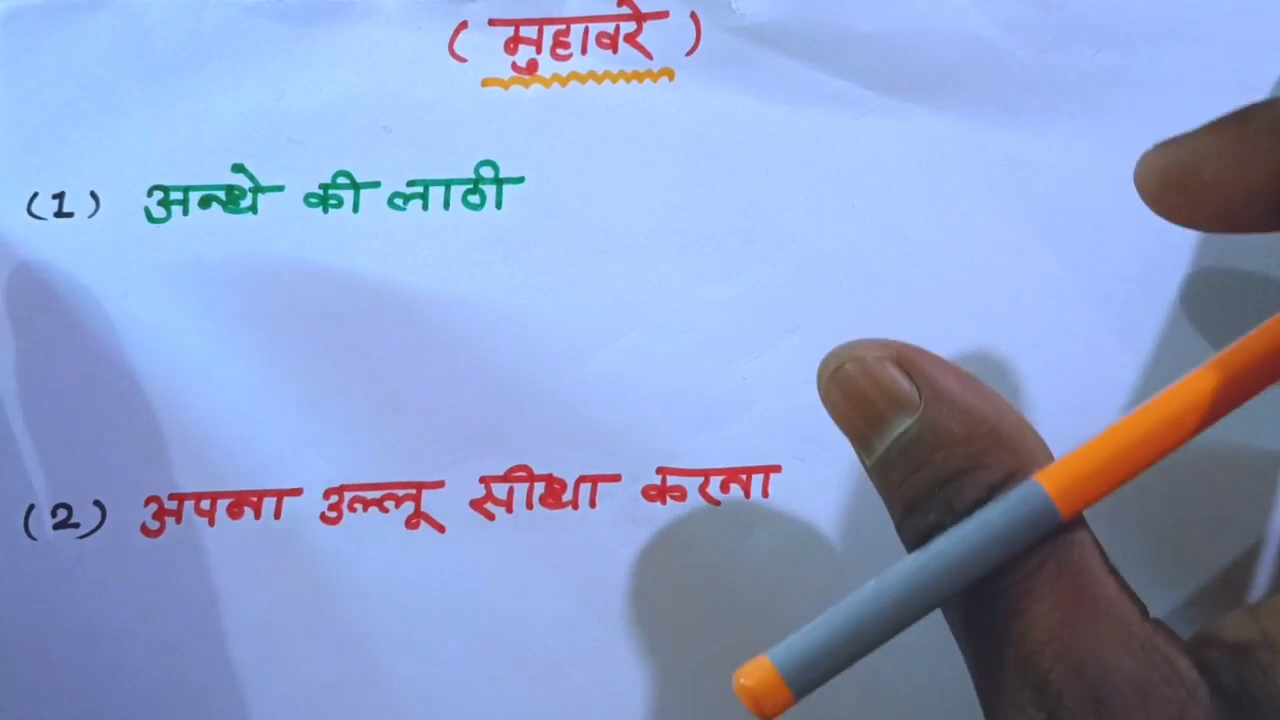 ( मुहावरे )
(1) अन्धे की लाठी
(2) अपना उल्लू सीधा करना